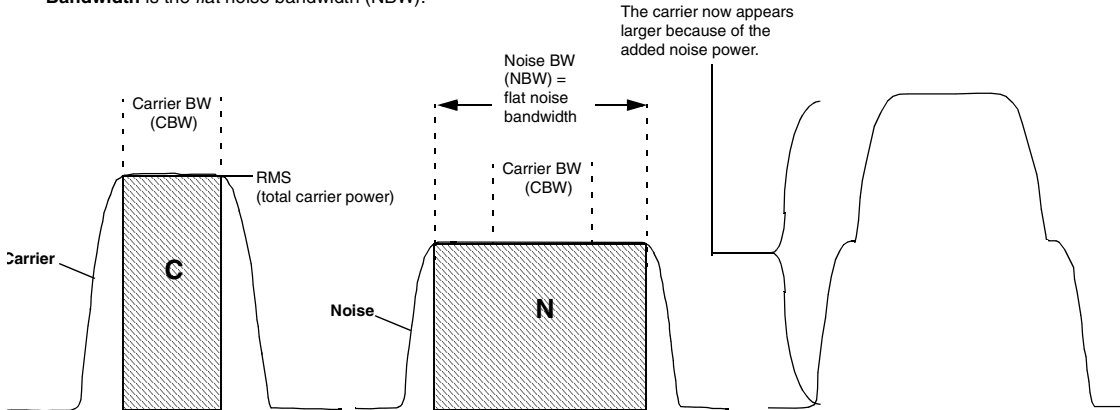 Bandwidth is the flat noise bandwidth (NBW).
The carrier now appears
larger because of the
added noise power.
Noise BW
(NBW) =
flat noise
bandwidth
Carrier BW
(CBW)
Carrier BW
(CBW)
RMS
(total carrier power)
Carrier
C
Noise
N